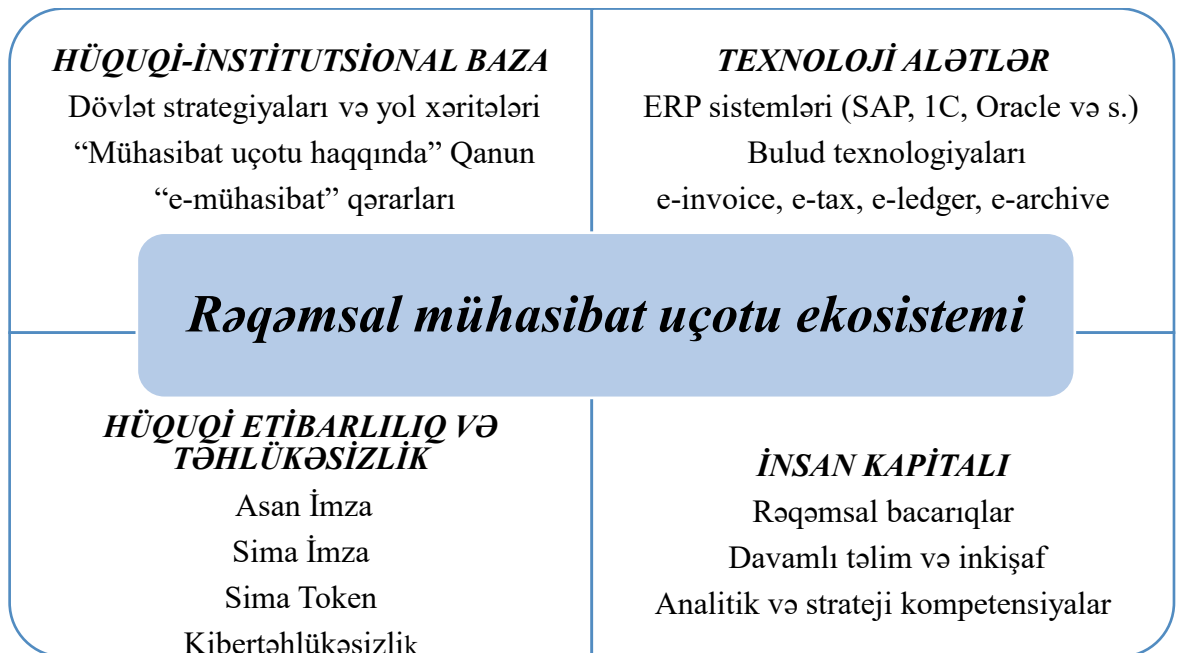 HÜQUQİ-İNSTİTUTSİONAL BAZA
Dövlət strategiyaları və yol xəritələri
“Mühasibat uçotu haqqında” Qanun
“e-mühasibat” qərarları
TEXNOLOJİ ALƏTLƏR
ERP sistemləri (SAP, 1C, Oracle və s.)
Bulud texnologiyaları
e-invoice, e-tax, e-ledger, e-archive
Rəqəmsal mühasibat uçotu ekosistemi
HÜQUQİ ETİBARLILIQ VƏ
TƏHLÜKƏSİZLİK
Asan İmza
Sima İmza
Sima Token
Kibertəhlükəsizlik
İNSAN KAPİTALI
Rəqəmsal bacarıqlar
Davamlı təlim və inkişaf
Analitik və strateji kompetensiyalar